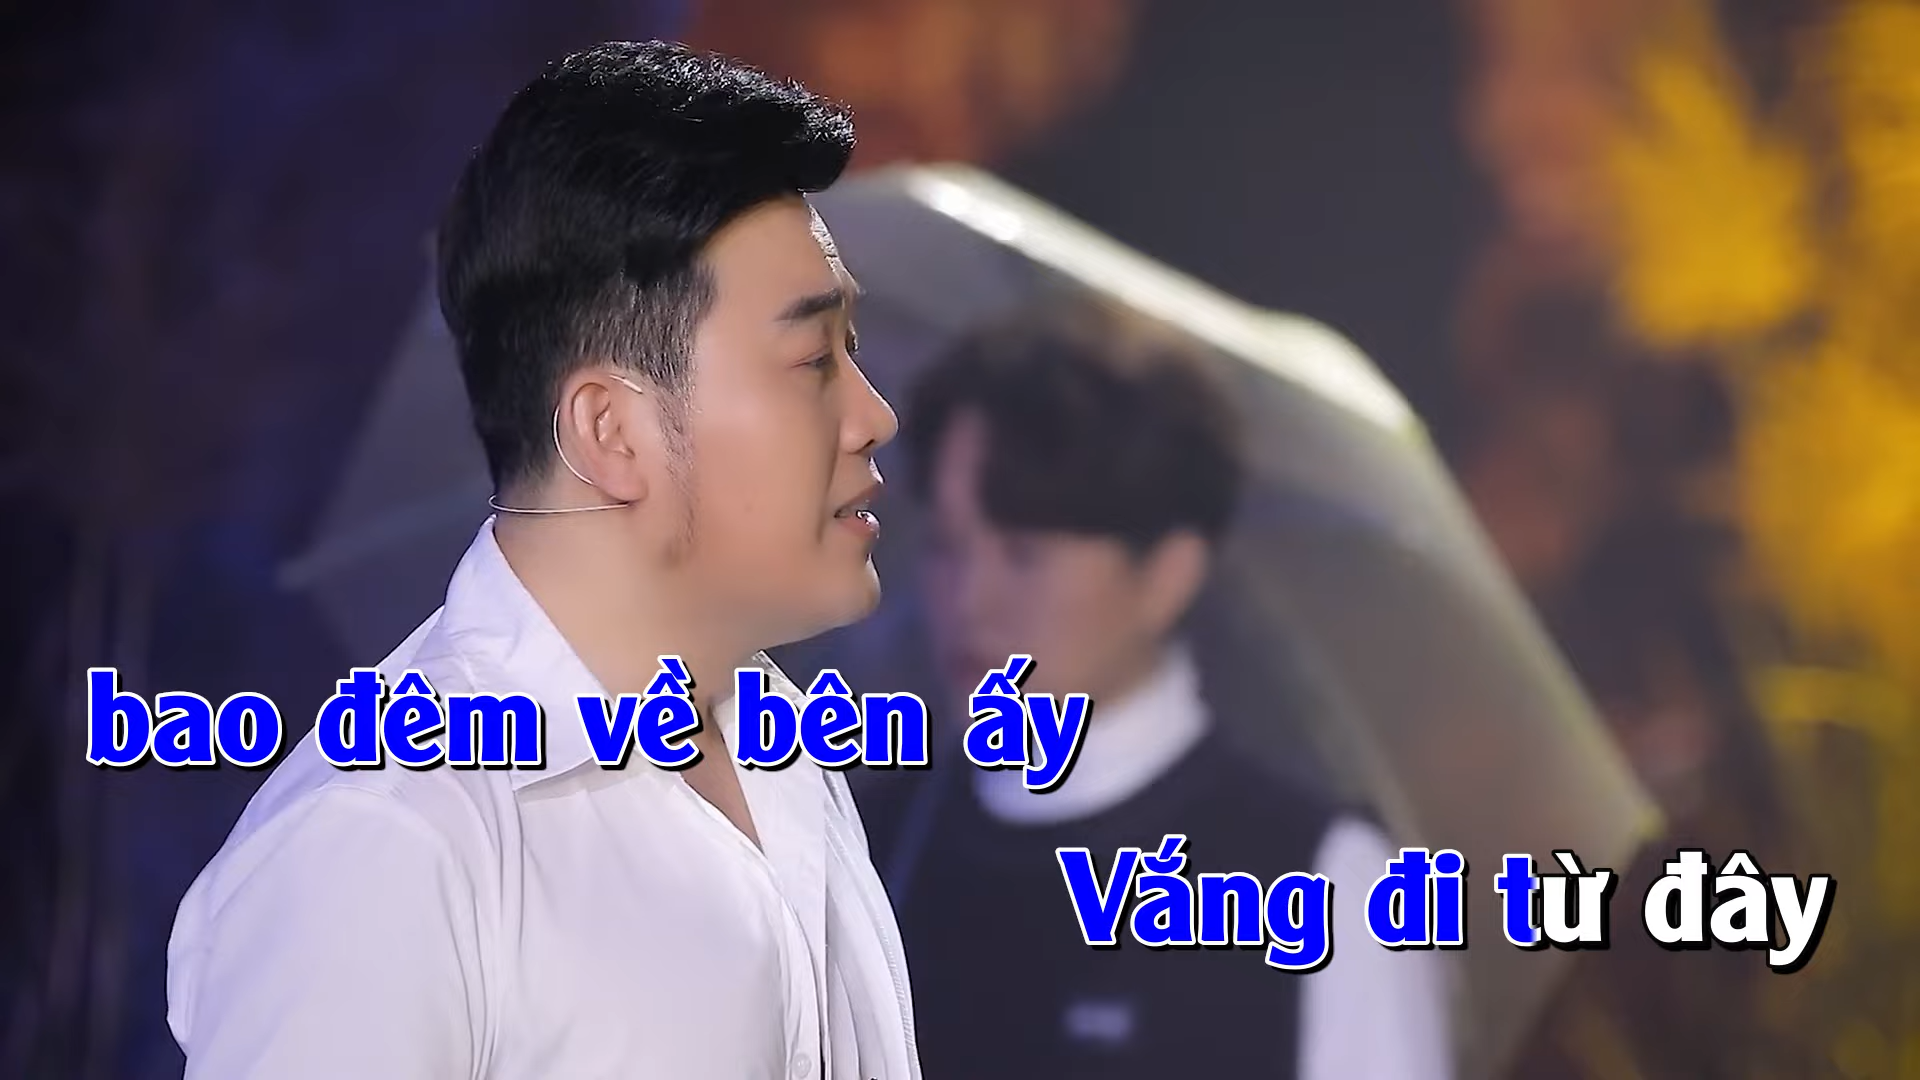 bao đêm về bên ấy
Vắng đi từ đây